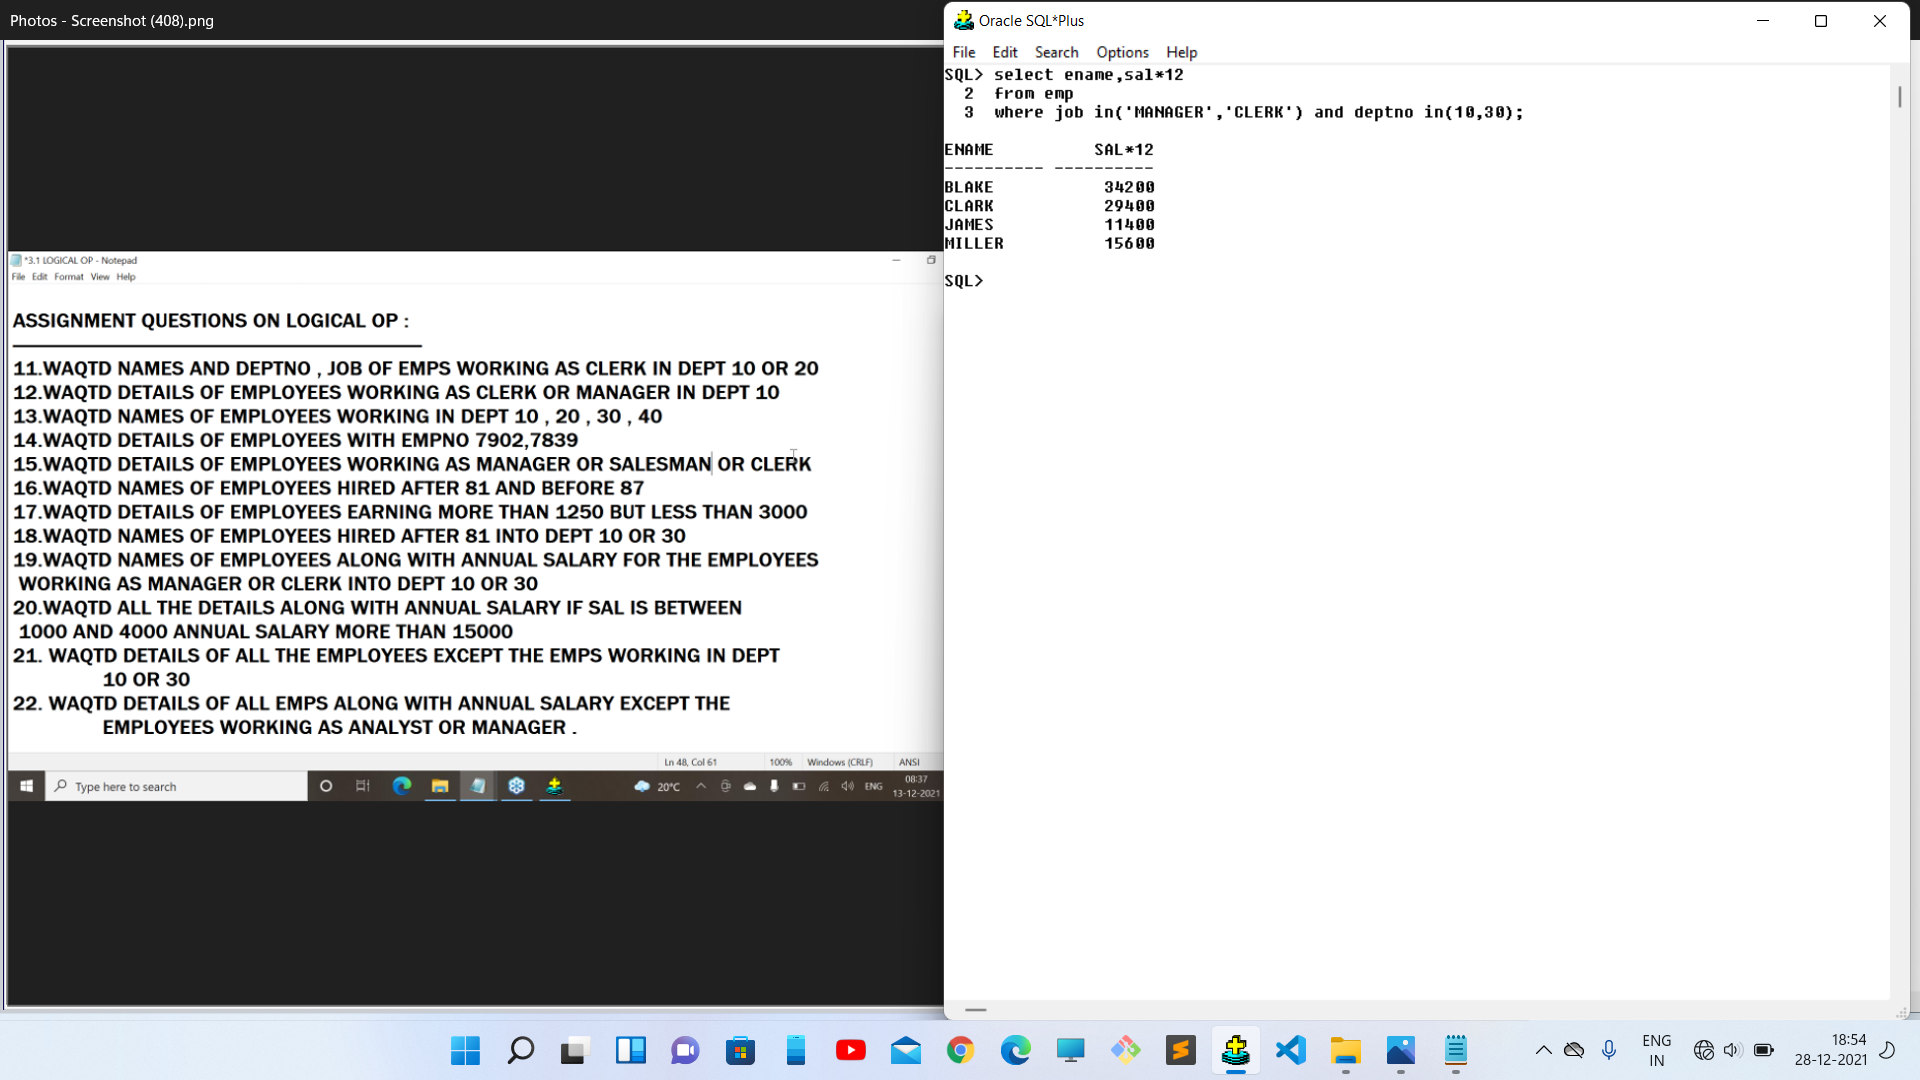 Photos - Screenshot (408).png
*3.1 LOGICAL OP - Notepad
File Edit Format View Help
ASSIGNMENT QUESTIONS ON LOGICAL OP :
11.WAQTD NAMES AND DEPTNO , JOB OF EMPS WORKING AS CLERK IN DEPT 10 OR 20
12.WAQTD DETAILS OF EMPLOYEES WORKING AS CLERK OR MANAGER IN DEPT 10
13.WAQTD NAMES OF EMPLOYEES WORKING IN DEPT 10 , 20 , 30 , 40
14.WAQTD DETAILS OF EMPLOYEES WITH EMPNO 7902,7839
15.WAQTD DETAILS OF EMPLOYEES WORKING AS MANAGER OR SALESMAN OR CLERK
16.WAQTD NAMES OF EMPLOYEES HIRED AFTER 81 AND BEFORE 87
17.WAQTD DETAILS OF EMPLOYEES EARNING MORE THAN 1250 BUT LESS THAN 3000
18.WAQTD NAMES OF EMPLOYEES HIRED AFTER 81 INTO DEPT 10 OR 30
19.WAQTD NAMES OF EMPLOYEES ALONG WITH ANNUAL SALARY FOR THE EMPLOYEES
WORKING AS MANAGER OR CLERK INTO DEPT 10 OR 30
20.WAQTD ALL THE DETAILS ALONG WITH ANNUAL SALARY IF SAL IS BETWEEN
1000 AND 4000 ANNUAL SALARY MORE THAN 15000
21. WAQTD DETAILS OF ALL THE EMPLOYEES EXCEPT THE EMPS WORKING IN DEPT
10 OR 30
22. WAQTD DETAILS OF ALL EMPS ALONG WITH ANNUAL SALARY EXCEPT THE
EMPLOYEES WORKING AS ANALYST OR MANAGER .
Ln 48, Col 61 100% Windows (CRLF) ANSI
Type here to search
20°C
ENG
08:37
13-12-2021
Oracle SQL*Plus
File Edit Search Options Help
SQL> select ename,sal*12
2 from emp
3 where job in('MANAGER','CLERK') and deptno in(10,30);
ENAME SAL*12
---------- ----------
BLAKE 34200
CLARK 29400
JAMES 11400
MILLER 15600
SQL>
ENG
IN
18:54
28-12-2021